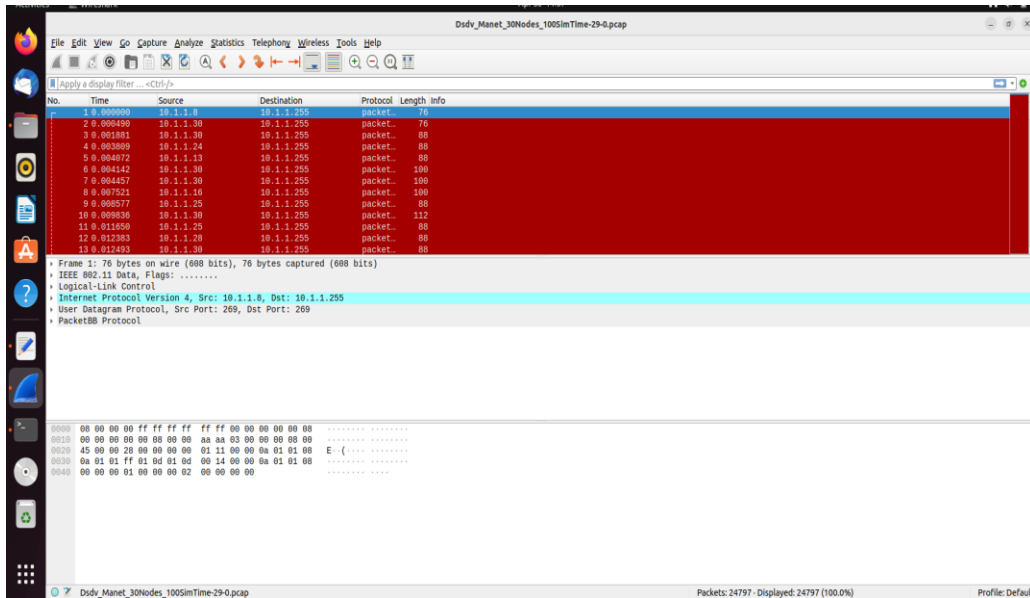 Dsdv_Manet_30Nodes_100SimTime-29-0.pcap
File Edit View Go Capture Analyze Statistics Telephony Wireless Tools Help
Apply a display filter ... <Ctrl-/>
No. Time Source Destination Protocol Length Info
1 0.000000 10.1.1.8 10.1.1.255 packet… 76
2 0.000490 10.1.1.30 10.1.1.255 packet… 76
3 0.001881 10.1.1.30 10.1.1.255 packet… 88
4 0.003809 10.1.1.24 10.1.1.255 packet… 88
5 0.004072 10.1.1.13 10.1.1.255 packet… 88
6 0.004142 10.1.1.30 10.1.1.255 packet… 100
7 0.004457 10.1.1.30 10.1.1.255 packet… 100
8 0.007521 10.1.1.16 10.1.1.255 packet… 100
9 0.008577 10.1.1.25 10.1.1.255 packet… 88
10 0.009836 10.1.1.30 10.1.1.255 packet… 112
11 0.011650 10.1.1.25 10.1.1.255 packet… 88
12 0.012383 10.1.1.28 10.1.1.255 packet… 88
13 0.012493 10.1.1.30 10.1.1.255 packet… 88
Frame 1: 76 bytes on wire (608 bits), 76 bytes captured (608 bits)
IEEE 802.11 Data, Flags: ........
Logical-Link Control
Internet Protocol Version 4, Src: 10.1.1.8, Dst: 10.1.1.255
User Datagram Protocol, Src Port: 269, Dst Port: 269
PacketBB Protocol
0000 08 00 00 00 ff ff ff ff ff ff 00 00 00 00 00 08 ········ ········
0010 00 00 00 00 00 08 00 00 aa aa 03 00 00 00 08 00 ········ ········
0020 45 00 00 28 00 00 00 00 01 11 00 00 0a 01 01 08 E··(···· ········
0030 0a 01 01 ff 01 0d 01 0d 00 14 00 00 0a 01 01 08 ········ ········
0040 00 00 00 01 00 00 00 02 00 00 00 00 ········ ····
Dsdv_Manet_30Nodes_100SimTime-29-0.pcap Packets: 24797 · Displayed: 24797 (100.0%) Profile: Defau